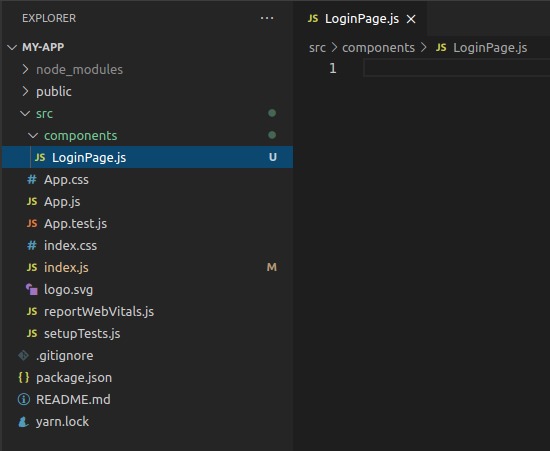 EXPLORER
MY-APP
node_modules
public
src
components
JS LoginPage.js U
# App.css
JS App.js
JS App.test.js
# index.css
JS index.js M
logo.svg
JS reportWebVitals.js
JS setupTests.js
.gitignore
{} package.json
README.md
yarn.lock
JS LoginPage.js
src > components > JS LoginPage.js
1